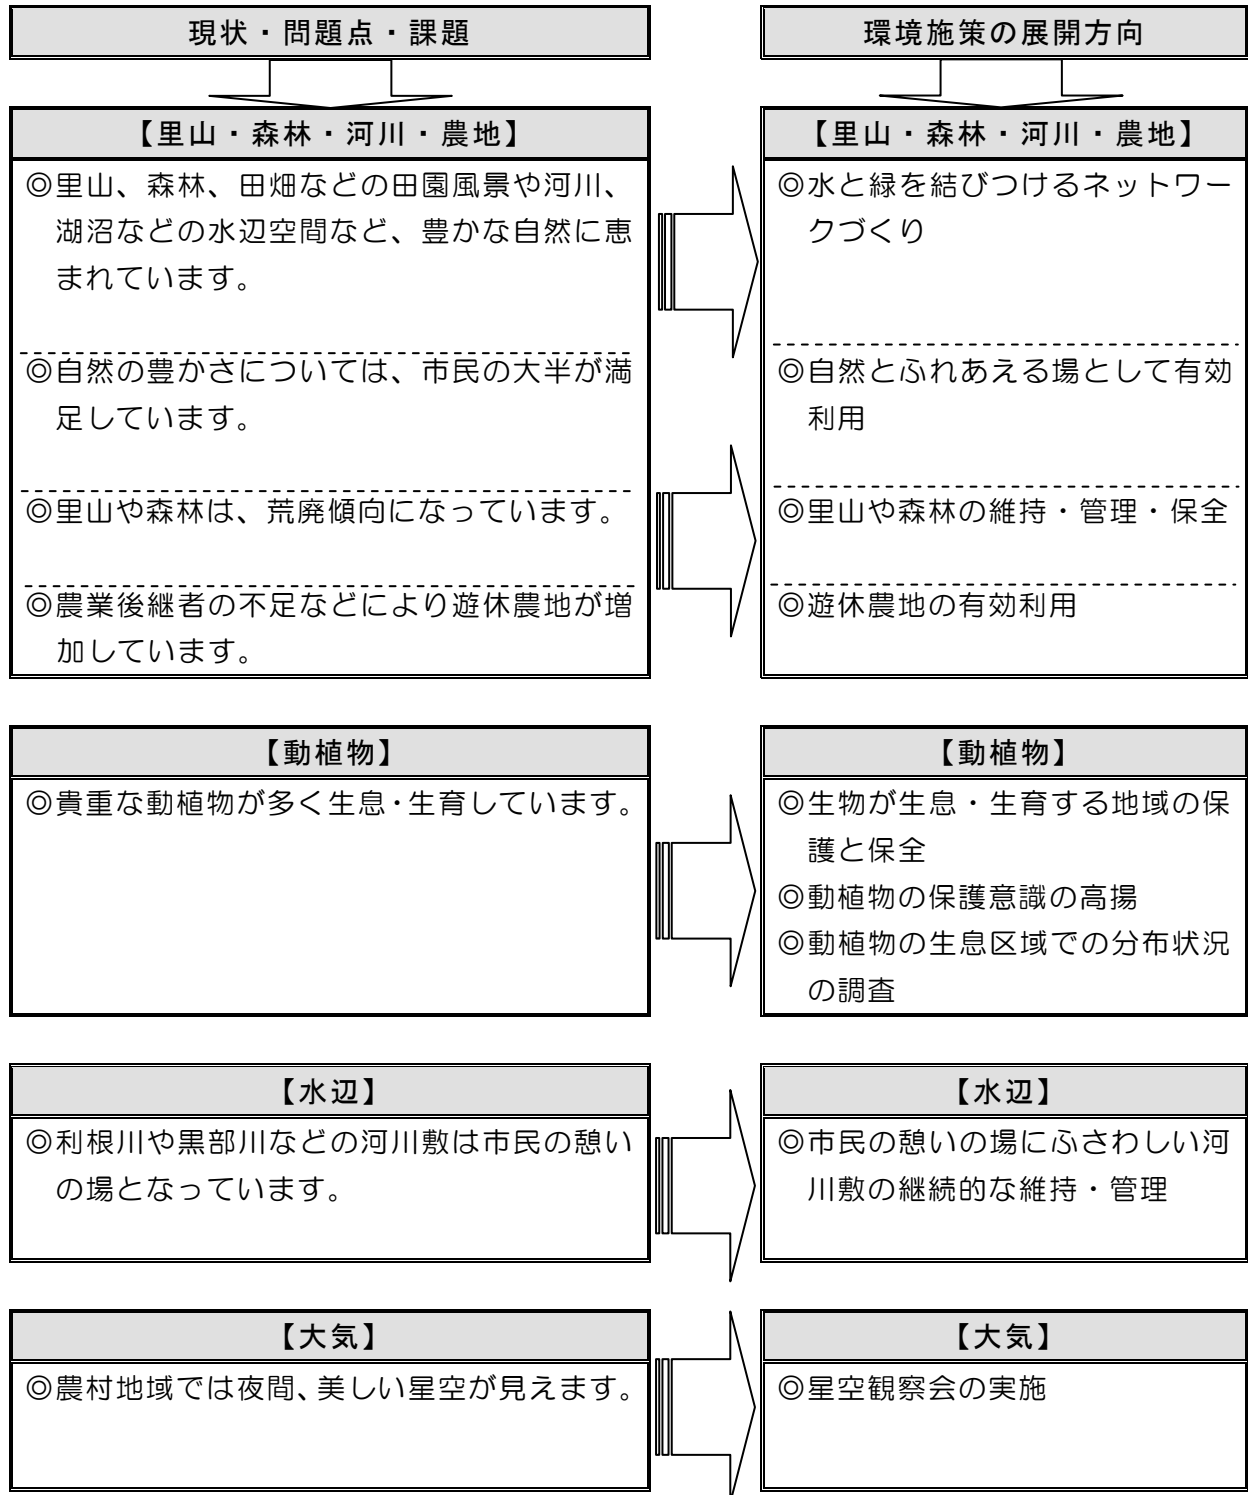 現状・問題点・課題
環境施策の展開方向
【里山・森林・河川・農地】
◎里山、森林、田畑などの田園風景や河川、
湖沼などの水辺空間など、豊かな自然に恵
まれています。
◎自然の豊かさについては、市民の大半が満
足しています。
◎里山や森林は、荒廃傾向になっています。
◎農業後継者の不足などにより遊休農地が増
加しています。
【里山・森林・河川・農地】
◎水と緑を結びつけるネットワー
クづくり
◎自然とふれあえる場として有効
利用
◎里山や森林の維持・管理・保全
◎遊休農地の有効利用
【動植物】
◎貴重な動植物が多く生息・生育しています。
【動植物】
◎生物が生息・生育する地域の保
護と保全
◎動植物の保護意識の高揚
◎動植物の生息区域での分布状況
の調査
【水辺】
◎利根川や黒部川などの河川敷は市民の憩い
の場となっています。
【水辺】
◎市民の憩いの場にふさわしい河
川敷の継続的な維持・管理
【大気】
◎農村地域では夜間、美しい星空が見えます。
【大気】
◎星空観察会の実施